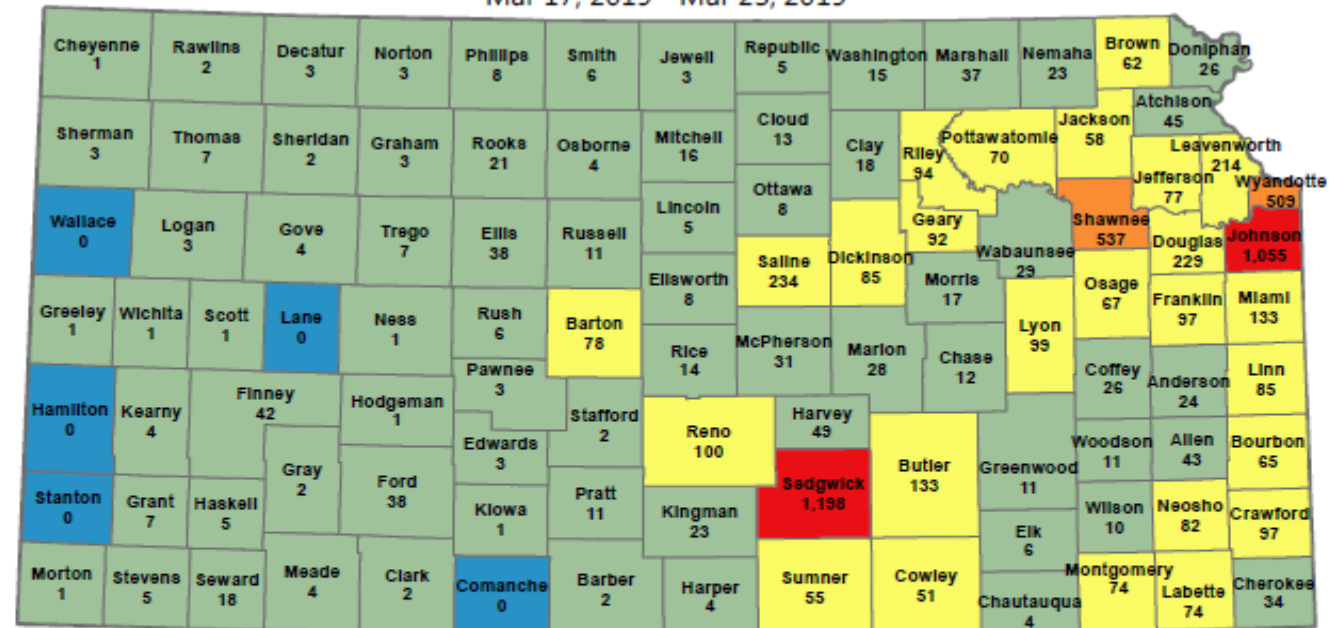 Mar 17, 2019 - Mar 23, 2019
Cheyenne
1
Rawlins
2
Decatur
3
Norton
3
Phillips
8
Smith
6
Jewell
3
Republic
5
Washington
15
Marshall
37
Nemaha
23
Brown
62
Doniphan
26
Atchison
45
Sherman
3
Thomas
7
Sheridan
2
Graham
3
Rooks
21
Osborne
4
Mitchell
16
Cloud
13
Clay
18
Riley
94
Pottawatomie
70
Jackson
58
Leavenworth
214
Jefferson
77
Wyandotte
509
Wallace
0
Logan
3
Gove
4
Trego
7
Ellis
38
Russell
11
Lincoln
5
Ottawa
8
Saline
234
Dickinson
85
Geary
92
Wabaunsee
29
Shawnee
537
Douglas
229
Johnson
1,055
Ellsworth
8
Morris
17
Osage
67
Greeley
1
Wichita
1
Scott
1
Lane
0
Ness
1
Rush
6
Barton
78
Rice
14
McPherson
31
Marion
28
Chase
12
Lyon
99
Franklin
97
Miami
133
Pawnee
3
Coffey
26
Anderson
24
Linn
85
Hamilton
0
Kearny
4
Finney
42
Hodgeman
1
Stafford
2
Reno
100
Harvey
49
Edwards
3
Gray
2
Ford
38
Sedgwick
1,198
Butler
133
Greenwood
11
Woodson
11
Allen
43
Bourbon
65
Stanton
0
Grant
7
Haskell
5
Kiowa
1
Pratt
11
Kingman
23
Elk
6
Wilson
10
Neosho
82
Crawford
97
Morton
1
Stevens
5
Seward
18
Meade
4
Clark
2
Comanche
0
Barber
2
Harper
4
Sumner
55
Cowley
51
Chautauqua
4
Montgomery
74
Labette
74
Cherokee
34